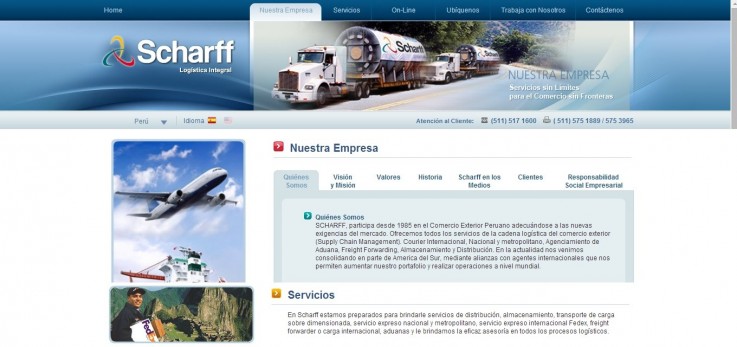 Home
Nuestra Empresa
Servicios
On-Line
Ubíquenos
Trabaja con Nosotros
Contáctenos
Scharff
Logística Integral
Scharff
NUESTRA EMPRESA
Servicios sin Límites
para el Comercio sin Fronteras
Perú
Idioma
Atención al Cliente:
(511) 517 1600
( 511) 575 1889 / 575 3965
Nuestra Empresa
Quiénes
Somos
Visión
y Misión
Valores
Historia
Scharff en los
Medios
Clientes
Responsabilidad
Social Empresarial
Quiénes Somos
SCHARFF, participa desde 1985 en el Comercio Exterior Peruano adecuándose a las nuevas
exigencias del mercado. Ofrecemos todos los servicios de la cadena logística del comercio exterior
(Supply Chain Management). Courier Internacional, Nacional y metropolitano, Agenciamiento de
Aduana, Freight Forwarding, Almacenamiento y Distribución. En la actualidad nos venimos
consolidando en parte de America del Sur, mediante alianzas con agentes internacionales que nos
permiten aumentar nuestro portafolio y realizar operaciones a nivel mundial.
Servicios
FedEx
En Scharff estamos preparados para brindarle servicios de distribución, almacenamiento, transporte de carga
sobre dimensionada, servicio expreso nacional y metropolitano, servicio expreso internacional Fedex, freight
forwarder o carga internacional, aduanas y le brindamos la eficaz asesoría en todos los procesos logísticos.